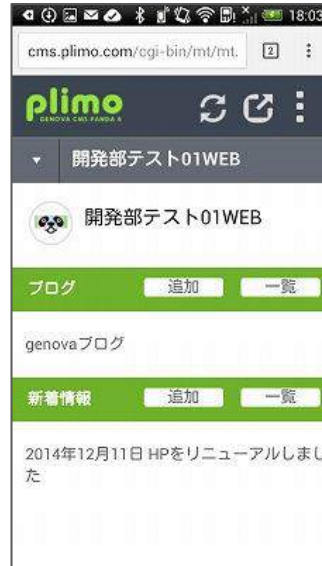 18:03
cms.plimo.com/cgi-bin/mt/mt.
2
plimo
GENOVA CMS PANDA 6
開発部テスト01WEB
開発部テスト01WEB
ブログ 追加 一覧
genovaブログ
新着情報 追加 一覧
2014年12月11日 HPをリニューアルしまし
た